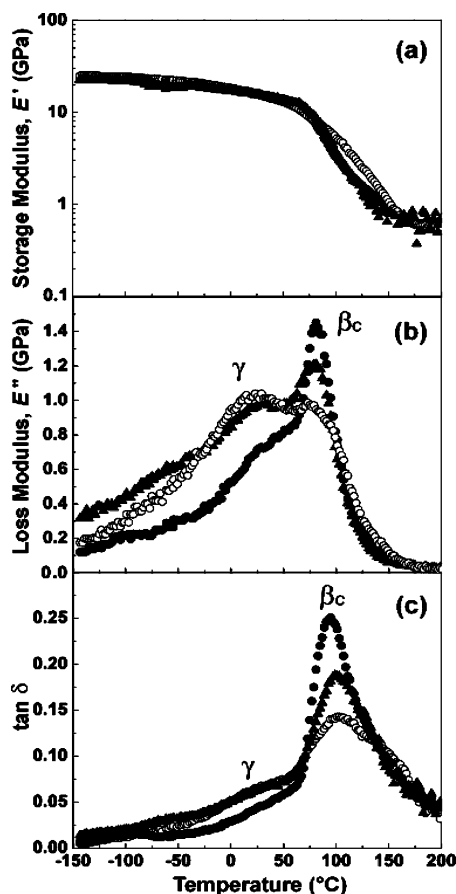 100
(a)
10
1
0.1
Storage Modulus, E' (GPa)
1.4
1.2
1.0
0.8
0.6
0.4
0.2
0.0
Loss Modulus, E" (GPa)
γ
βc
(b)
0.25
0.20
0.15
0.10
0.05
0.00
tan δ
βc
(c)
γ
-150 -100 -50 0 50 100 150 200
Temperature (°C)